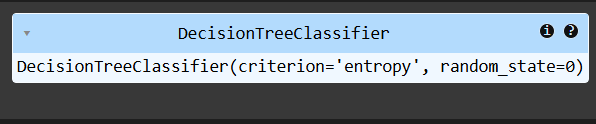 DecisionTreeClassifier i ?
DecisionTreeClassifier(criterion='entropy', random_state=0)